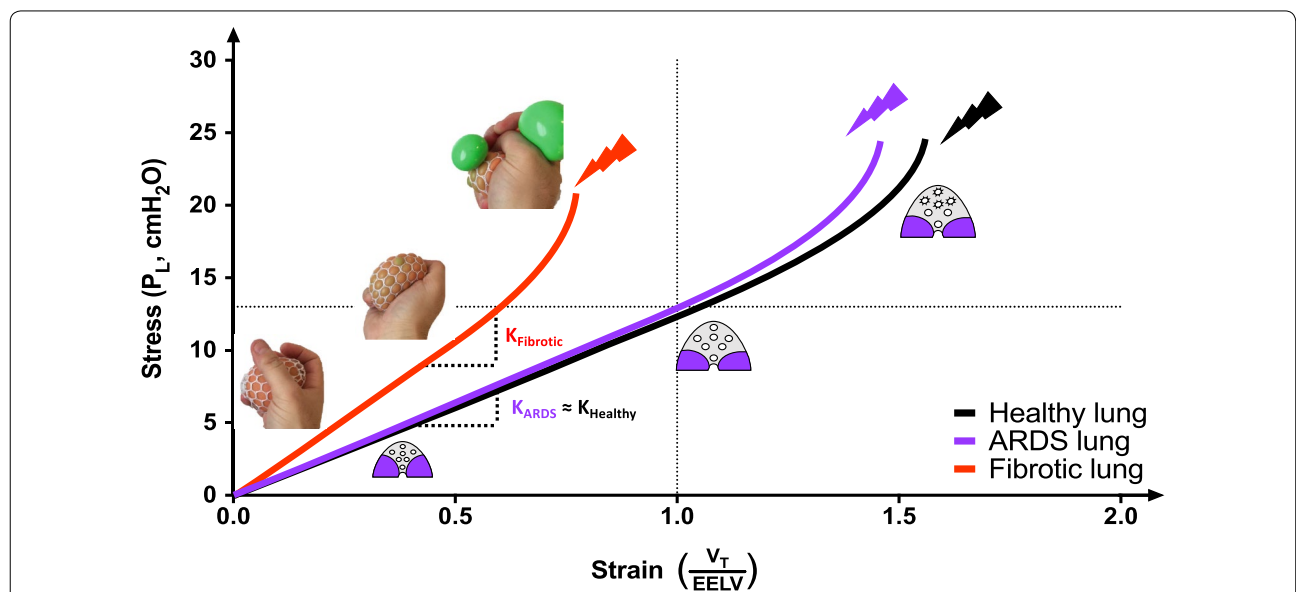 30
25
20
15
10
5
0
Stress (PL, cmH2O)
KFibrotic
KARDS ≈ KHealthy
Healthy lung
ARDS lung
Fibrotic lung
0.0 0.5 1.0 1.5 2.0
Strain (VT/EELV)